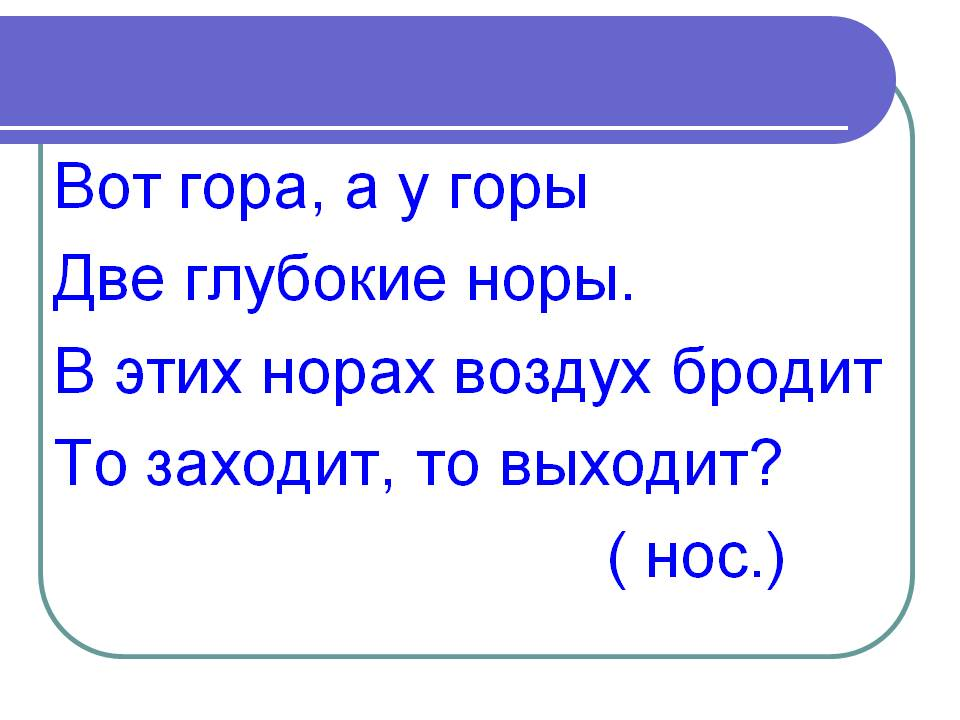 Вот гора, а у горы
Две глубокие норы.
В этих норах воздух бродит
То заходит, то выходит?
( нос.)